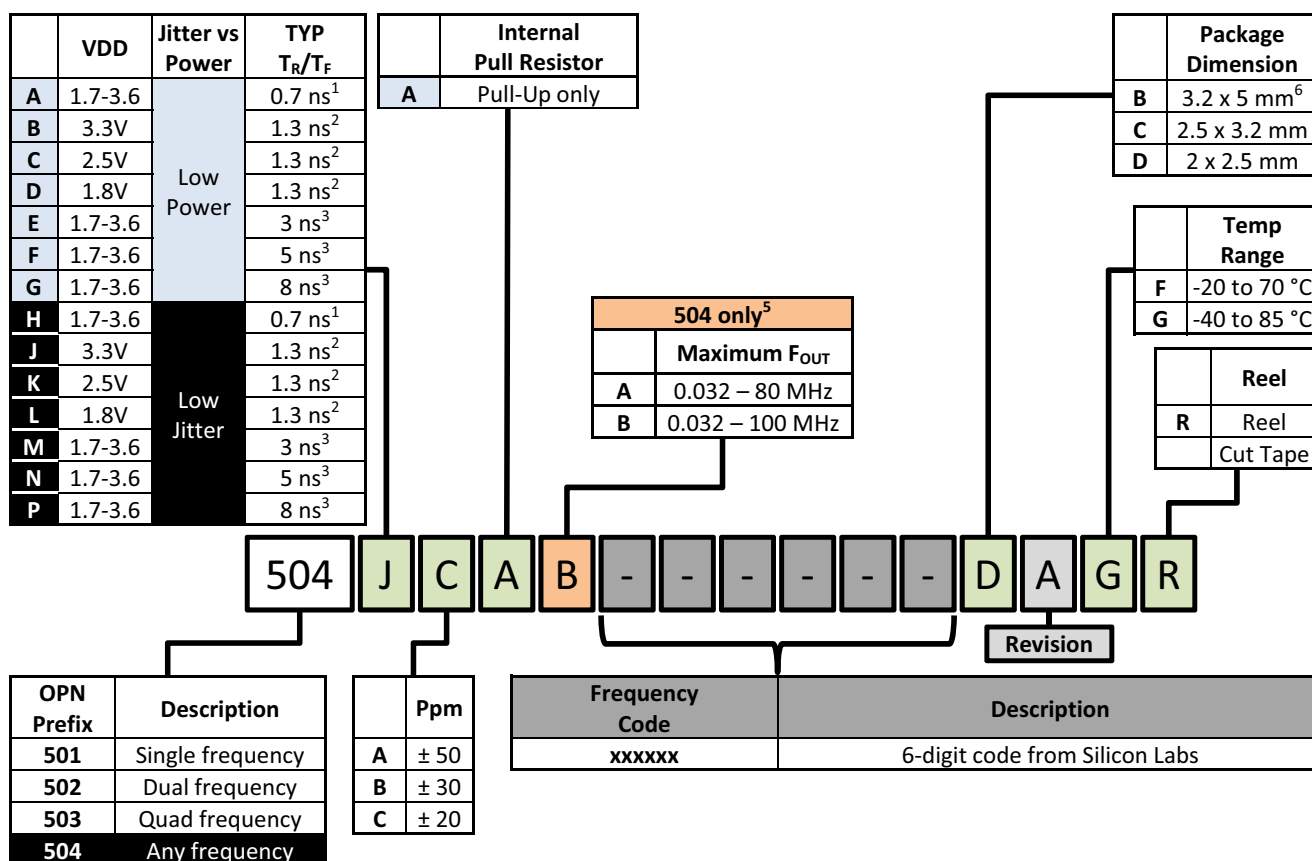 VDD Jitter vs Power TYP T_R/T_F
A 1.7-3.6 0.7 ns¹
B 3.3V 1.3 ns²
C 2.5V 1.3 ns²
D 1.8V 1.3 ns²
E 1.7-3.6 3 ns³
F 1.7-3.6 5 ns³
G 1.7-3.6 8 ns³
Low Power
H 1.7-3.6 0.7 ns¹
J 3.3V 1.3 ns²
K 2.5V 1.3 ns²
L 1.8V 1.3 ns²
M 1.7-3.6 3 ns³
N 1.7-3.6 5 ns³
P 1.7-3.6 8 ns³
Low Jitter
Internal Pull Resistor
A Pull-Up only
504 only⁵
Maximum F_OUT
A 0.032 – 80 MHz
B 0.032 – 100 MHz
Package Dimension
B 3.2 x 5 mm⁶
C 2.5 x 3.2 mm
D 2 x 2.5 mm
Temp Range
F -20 to 70 °C
G -40 to 85 °C
Reel
R Reel
Cut Tape
504 J C A B - - - - - - D A G R
Revision
OPN Prefix Description
501 Single frequency
502 Dual frequency
503 Quad frequency
504 Any frequency
Ppm
A ± 50
B ± 30
C ± 20
Frequency Code Description
xxxxxx 6-digit code from Silicon Labs